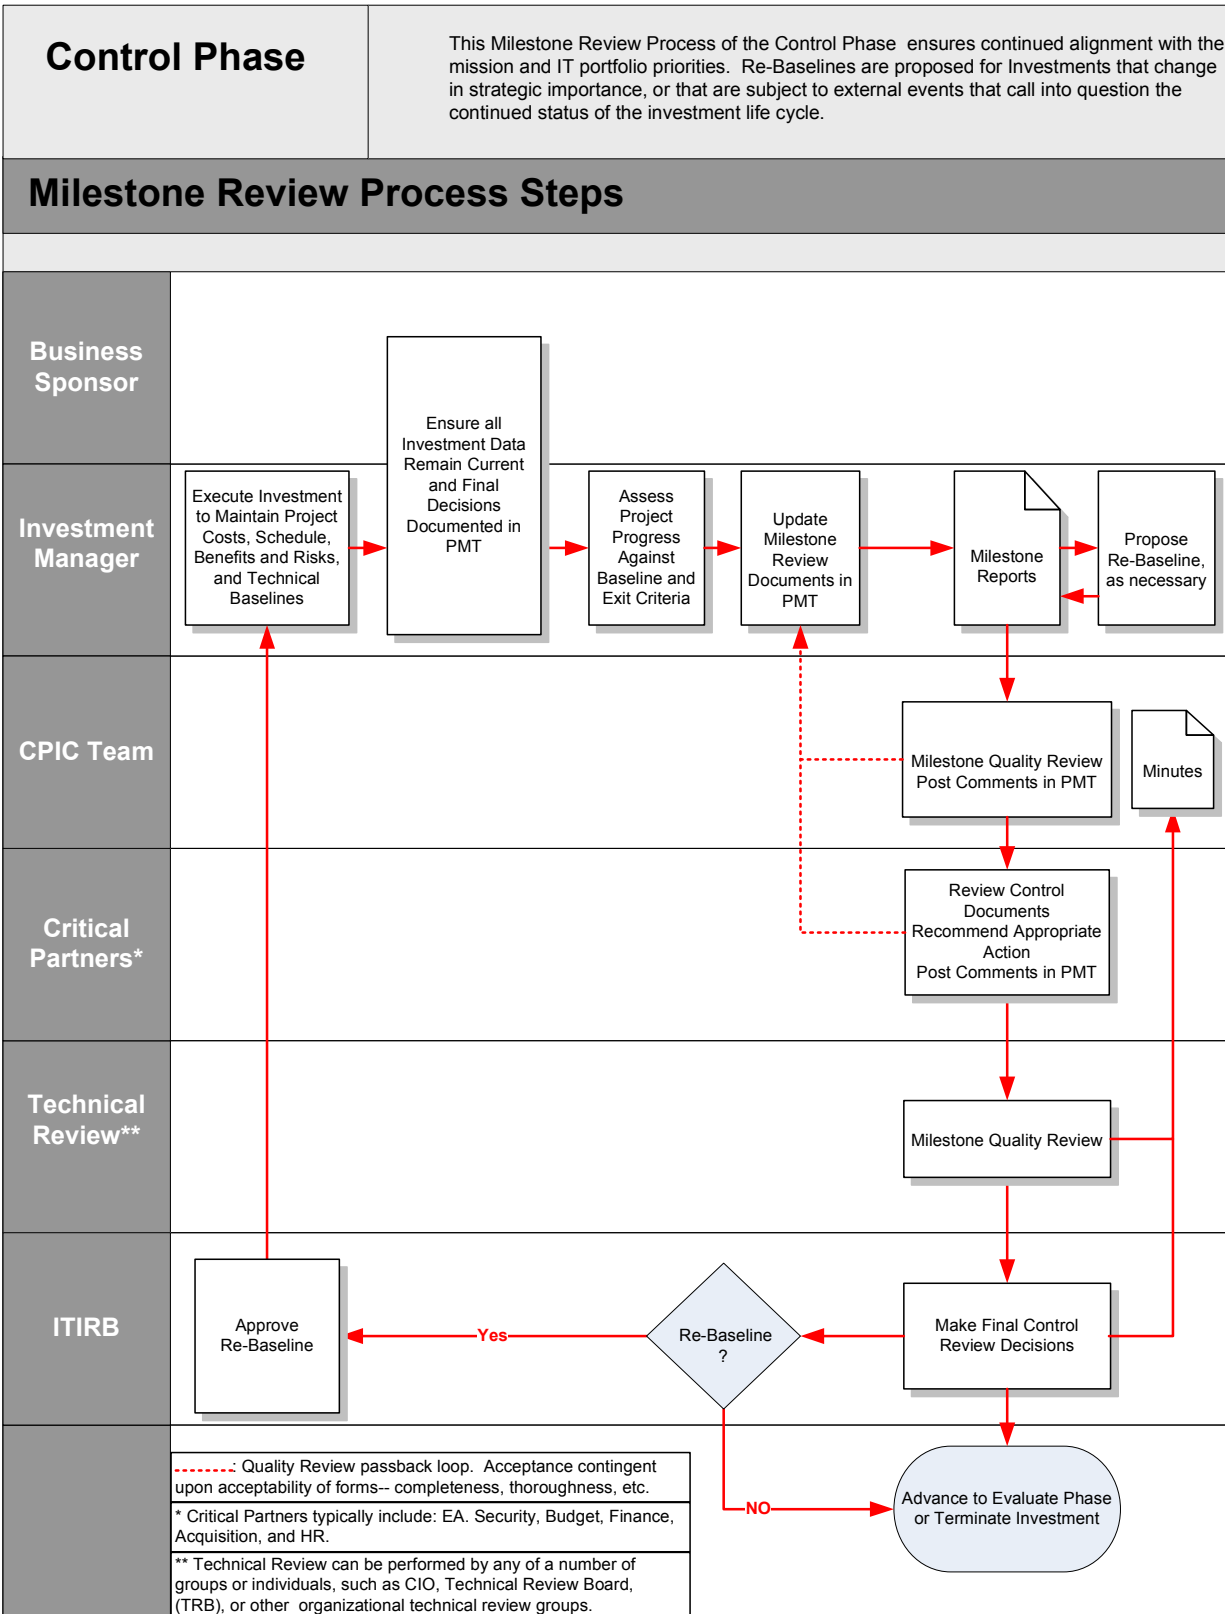 Control Phase
This Milestone Review Process of the Control Phase ensures continued alignment with the
mission and IT portfolio priorities. Re-Baselines are proposed for Investments that change
in strategic importance, or that are subject to external events that call into question the
continued status of the investment life cycle.
Milestone Review Process Steps
Business
Sponsor
Ensure all
Investment Data
Remain Current
and Final
Decisions
Documented in
PMT
Investment
Manager
Execute Investment
to Maintain Project
Costs, Schedule,
Benefits and Risks,
and Technical
Baselines
Assess
Project
Progress
Against
Baseline and
Exit Criteria
Update
Milestone
Review
Documents in
PMT
Milestone
Reports
Propose
Re-Baseline,
as necessary
CPIC Team
Milestone Quality Review
Post Comments in PMT
Minutes
Critical
Partners*
Review Control
Documents
Recommend Appropriate
Action
Post Comments in PMT
Technical
Review**
Milestone Quality Review
ITIRB
Approve
Re-Baseline
Yes
Re-Baseline
?
Make Final Control
Review Decisions
NO
Advance to Evaluate Phase
or Terminate Investment
: Quality Review passback loop. Acceptance contingent
upon acceptability of forms-- completeness, thoroughness, etc.
* Critical Partners typically include: EA. Security, Budget, Finance,
Acquisition, and HR.
** Technical Review can be performed by any of a number of
groups or individuals, such as CIO, Technical Review Board,
(TRB), or other organizational technical review groups.